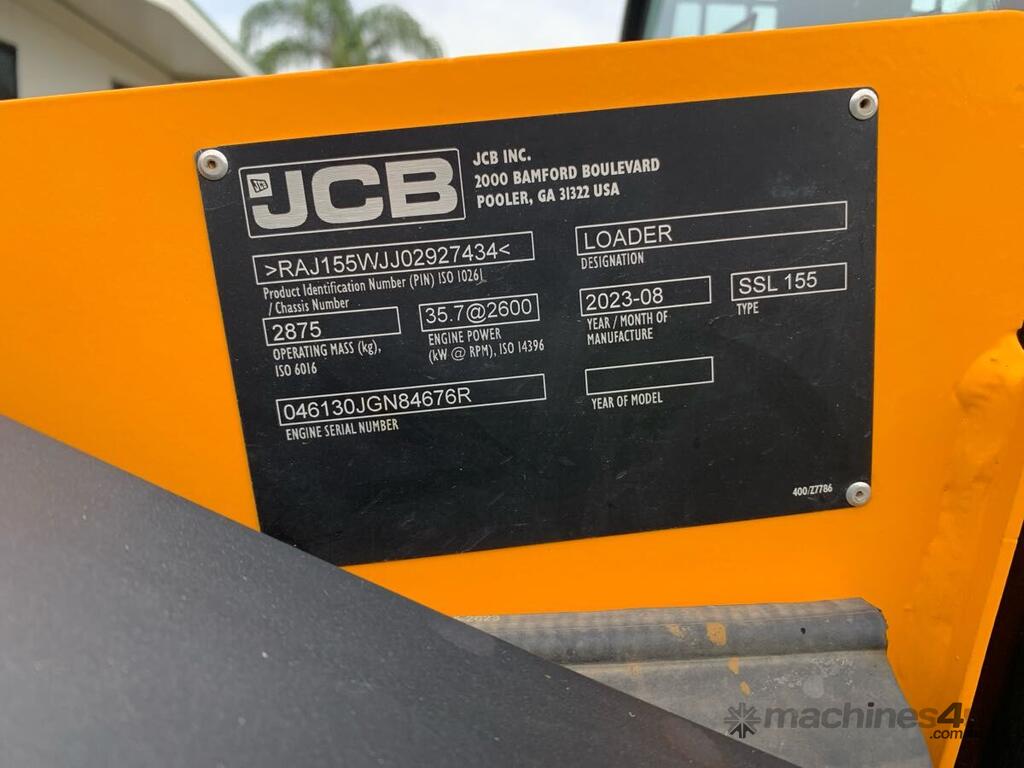 JCB
JCB
JCB INC.
2000 BAMFORD BOULEVARD
POOLER, GA 31322 USA
>RAJ155WJJ02927434<
Product Identification Number (PIN) ISO 10261
/ Chassis Number
LOADER
DESIGNATION
2875
OPERATING MASS (kg),
ISO 6016
35.7@2600
ENGINE POWER
(kW @ RPM), ISO 14396
2023-08
YEAR / MONTH OF
MANUFACTURE
SSL 155
TYPE
046130JGN84676R
ENGINE SERIAL NUMBER
YEAR OF MODEL
400/Z7786
machines4
.com